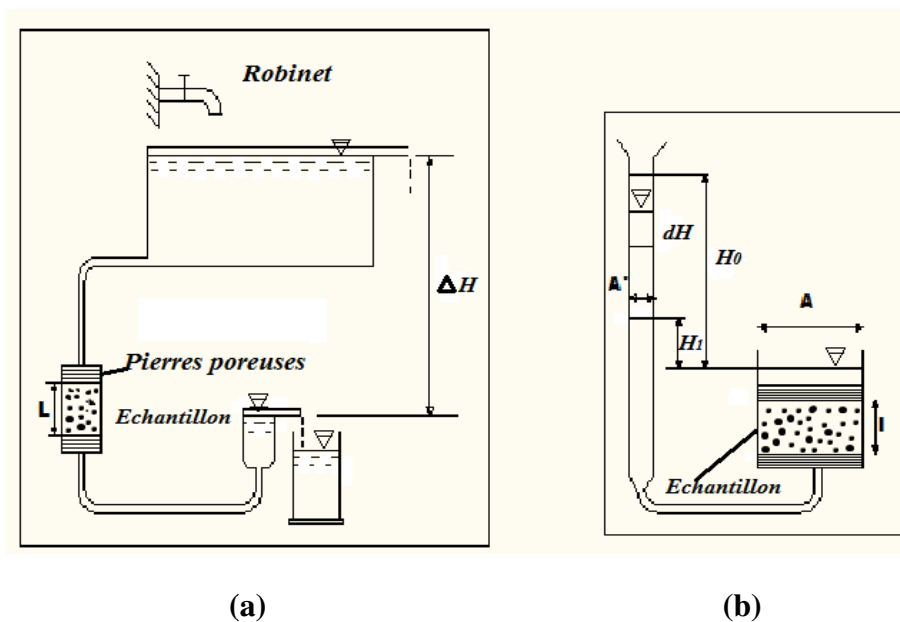 Robinet
ΔH
Pierres poreuses
L
Echantillon
dH
H0
A'
A
H1
l
Echantillon
(a)
(b)